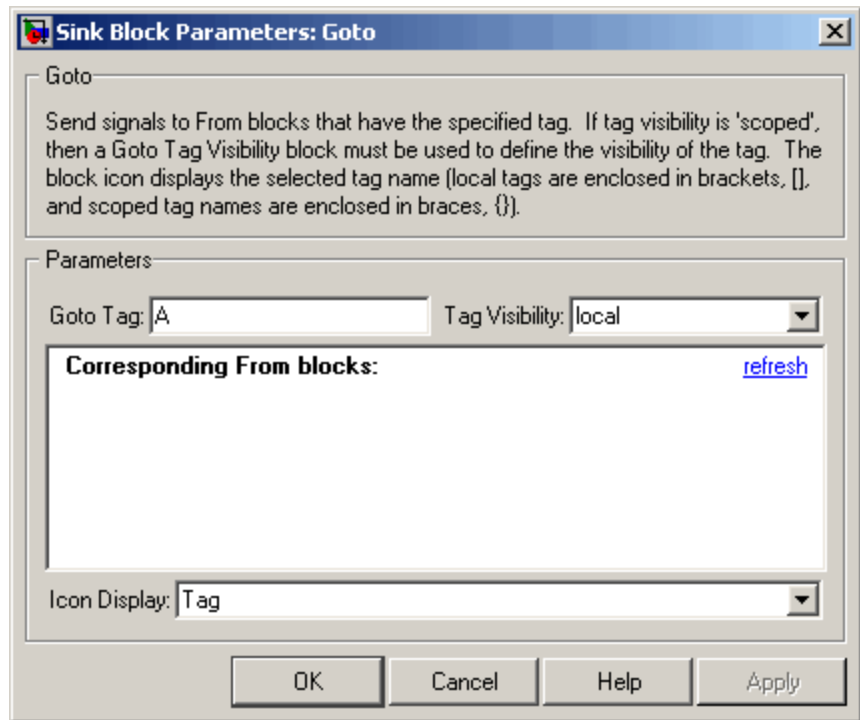 Sink Block Parameters: Goto
Goto
Send signals to From blocks that have the specified tag. If tag visibility is 'scoped',
then a Goto Tag Visibility block must be used to define the visibility of the tag. The
block icon displays the selected tag name (local tags are enclosed in brackets, [],
and scoped tag names are enclosed in braces, {}).
Parameters
Goto Tag: A Tag Visibility: local
Corresponding From blocks: refresh
Icon Display: Tag
OK Cancel Help Apply